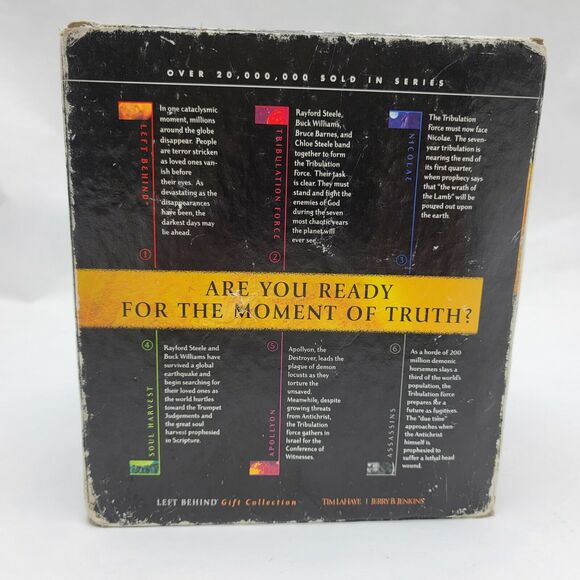 OVER 20,000,000 SOLD IN SERIES
LEFT BEHIND
①
In one cataclysmic
moment, millions
around the globe
disappear. People
are terror stricken
as loved ones van-
ish before
their eyes. As
devastating as the
disappearances
have been, the
darkest days may
lie ahead.
TRIBULATION FORCE
②
Rayford Steele,
Buck Williams,
Bruce Barnes, and
Chloe Steele band
together to form
the Tribulation
Force. Their task
is clear. They must
stand and fight the
enemies of God
during the seven
most chaotic years
the planet will
ever see.
NICOLAE
③
The Tribulation
Force must now face
Nicolae. The seven-
year tribulation is
nearing the end of
its first quarter,
when prophecy says
that "the wrath of
the Lamb" will be
poured out upon
the earth.
ARE YOU READY
FOR THE MOMENT OF TRUTH?
④
SOUL HARVEST
Rayford Steele and
Buck Williams have
survived a global
earthquake and
begin searching for
their loved ones as
the world hurtles
toward the Trumpet
Judgements and
the great soul
harvest prophesied
in Scripture.
⑤
APOLLYON
Apollyon, the
Destroyer, leads the
plague of demon
locusts as they
torture the
unsaved.
Meanwhile, despite
growing threats
from Antichrist,
the Tribulation
Force gathers in
Israel for the
Conference of
Witnesses.
⑥
ASSASSINS
As a horde of 200
million demonic
horsemen slays a
third of the world's
population, the
Tribulation Force
prepares for a
future as fugitives.
The "due time"
approaches when
the Antichrist
himself is
prophesied to
suffer a lethal head
wound.
LEFT BEHIND® Gift Collection
TIM LAHAYE | JERRY B. JENKINS